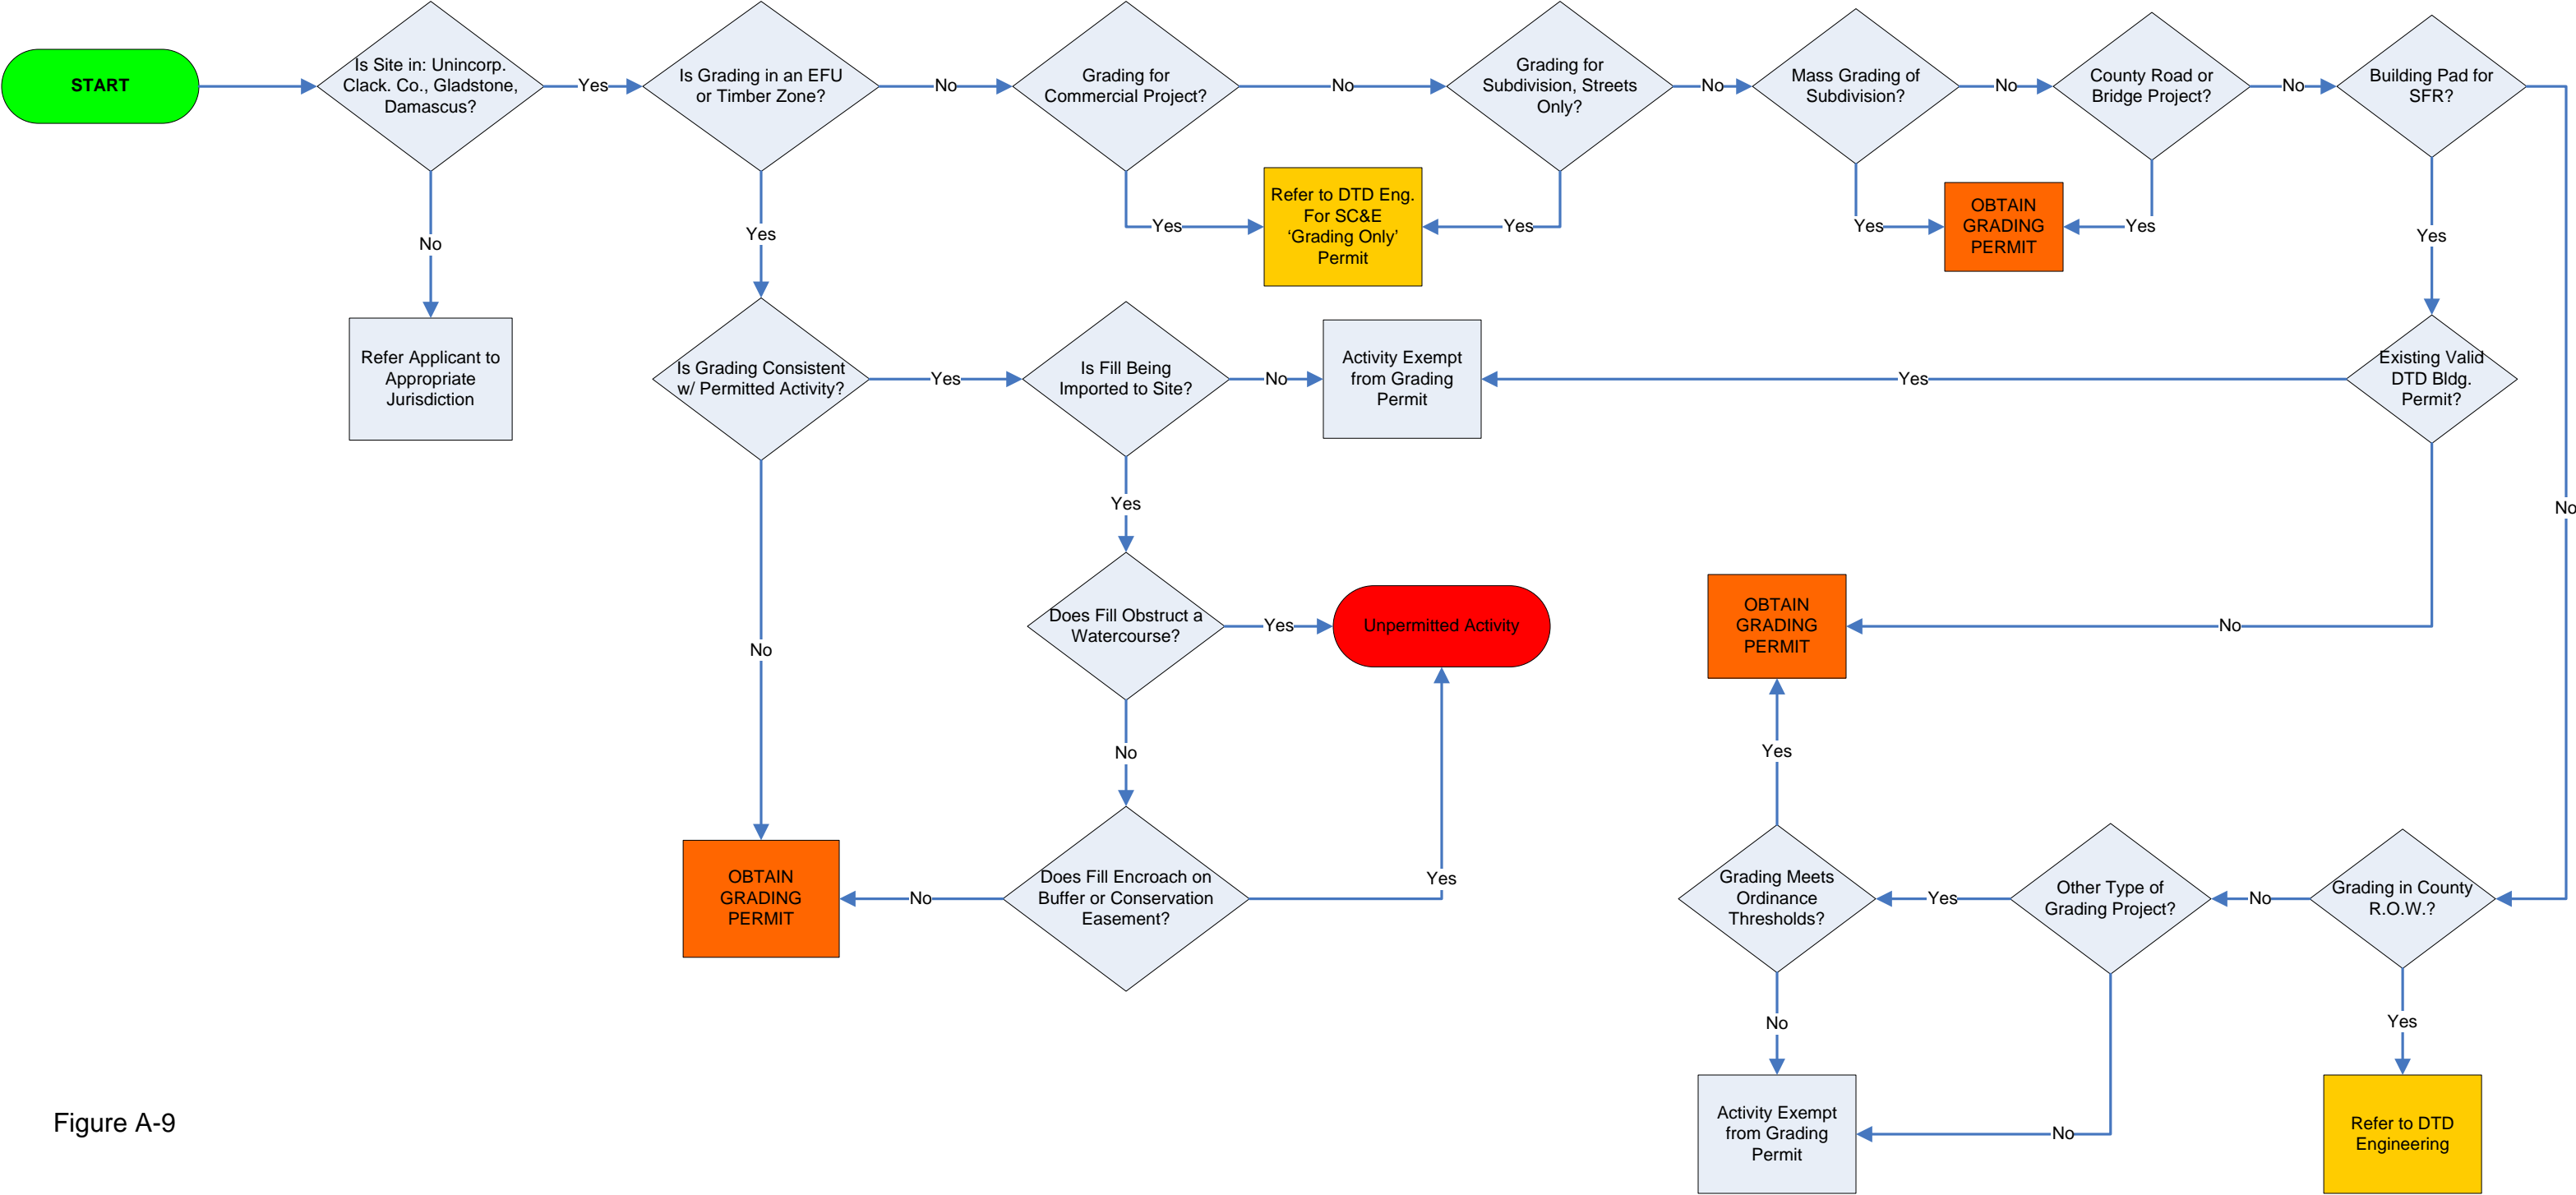 START
Is Site in: Unincorp.
Clack. Co., Gladstone,
Damascus?
Yes
Is Grading in an EFU
or Timber Zone?
No
Grading for
Commercial Project?
No
Grading for
Subdivision, Streets
Only?
No
Mass Grading of
Subdivision?
No
County Road or
Bridge Project?
No
Building Pad for
SFR?
No
Yes
Refer to DTD Eng.
For SC&E
‘Grading Only’
Permit
Yes
Yes
OBTAIN
GRADING
PERMIT
Yes
Yes
Yes
No
Refer Applicant to
Appropriate
Jurisdiction
Is Grading Consistent
w/ Permitted Activity?
Yes
Is Fill Being
Imported to Site?
No
Activity Exempt
from Grading
Permit
Yes
Existing Valid
DTD Bldg.
Permit?
Yes
No
Does Fill Obstruct a
Watercourse?
Yes
Unpermitted Activity
OBTAIN
GRADING
PERMIT
No
No
Yes
No
OBTAIN
GRADING
PERMIT
No
Does Fill Encroach on
Buffer or Conservation
Easement?
Yes
Grading Meets
Ordinance
Thresholds?
Yes
Other Type of
Grading Project?
No
Grading in County
R.O.W.?
No
Yes
Activity Exempt
from Grading
Permit
No
Refer to DTD
Engineering
Figure A-9